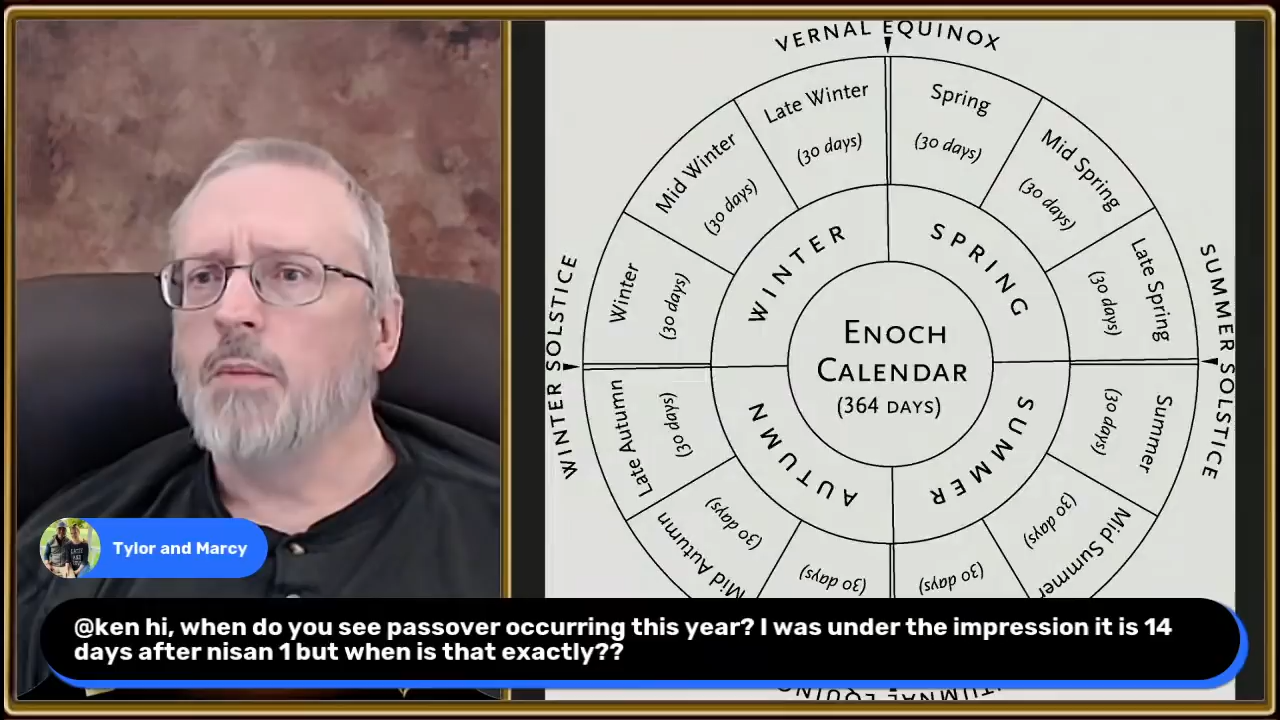 VERNAL EQUINOX
Late Winter
(30 days)
Spring
(30 days)
Mid Winter
(30 days)
Mid Spring
(30 days)
Winter
(30 days)
Late Spring
(30 days)
WINTER
SPRING
WINTER SOLSTICE
SUMMER SOLSTICE
ENOCH
CALENDAR
(364 DAYS)
Late Autumn
(30 days)
Summer
(30 days)
AUTUMN
SUMMER
Mid Autumn
(30 days)
Mid Summer
(30 days)
(30 days)
(30 days)
Tylor and Marcy
@ken hi, when do you see passover occurring this year? I was under the impression it is 14
days after nisan 1 but when is that exactly??